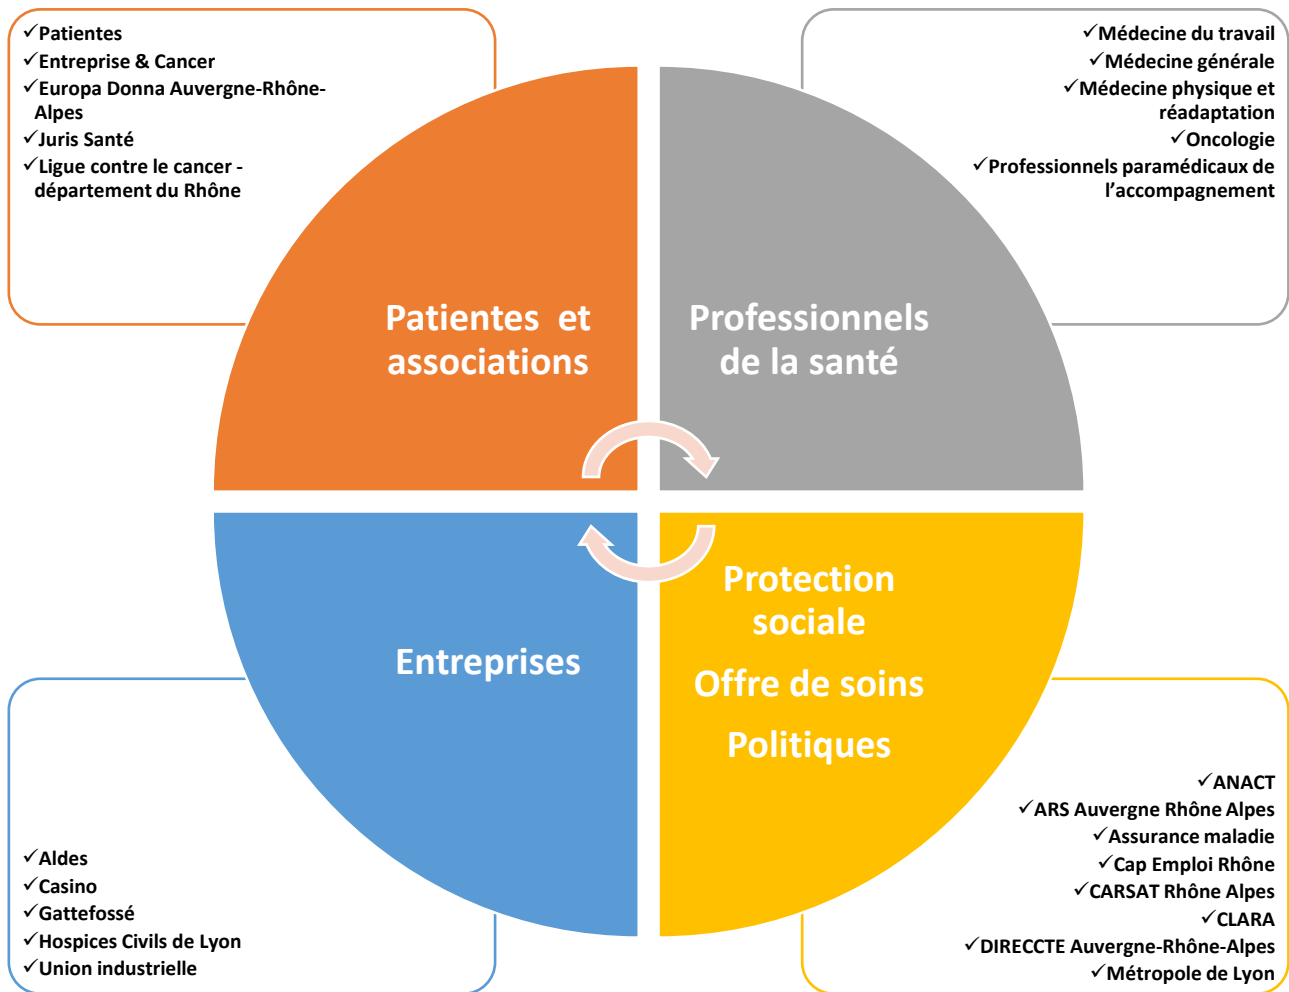 ✓Patientes
✓Entreprise & Cancer
✓Europa Donna Auvergne-Rhône-
Alpes
✓Juris Santé
✓Ligue contre le cancer -
département du Rhône
✓Médecine du travail
✓Médecine générale
✓Médecine physique et
réadaptation
✓Oncologie
✓Professionnels paramédicaux de
l'accompagnement
Patientes et
associations
Professionnels
de la santé
Entreprises
Protection
sociale
Offre de soins
Politiques
✓Aldes
✓Casino
✓Gattefossé
✓Hospices Civils de Lyon
✓Union industrielle
✓ANACT
✓ARS Auvergne Rhône Alpes
✓Assurance maladie
✓Cap Emploi Rhône
✓CARSAT Rhône Alpes
✓CLARA
✓DIRECCTE Auvergne-Rhône-Alpes
✓Métropole de Lyon